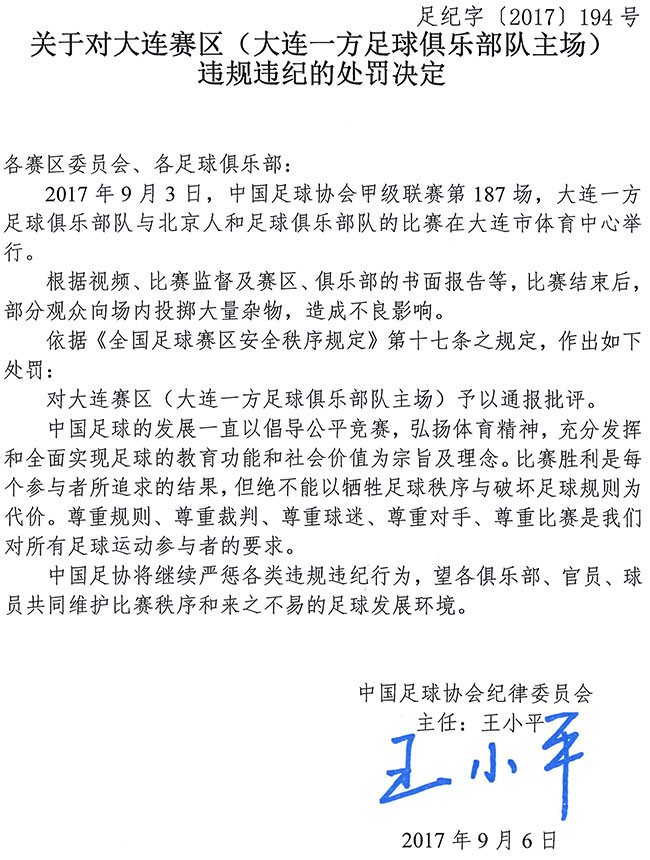 足纪字〔2017〕194号
关于对大连赛区（大连一方足球俱乐部队主场）
违规违纪的处罚决定
各赛区委员会、各足球俱乐部：
2017年9月3日，中国足球协会甲级联赛第187场，大连一方
足球俱乐部队与北京人和足球俱乐部队的比赛在大连市体育中心举
行。
根据视频、比赛监督及赛区、俱乐部的书面报告等，比赛结束后，
部分观众向场内投掷大量杂物，造成不良影响。
依据《全国足球赛区安全秩序规定》第十七条之规定，作出如下
处罚：
对大连赛区（大连一方足球俱乐部队主场）予以通报批评。
中国足球的发展一直以倡导公平竞赛，弘扬体育精神，充分发挥
和全面实现足球的教育功能和社会价值为宗旨及理念。比赛胜利是每
个参与者所追求的结果，但绝不能以牺牲足球秩序与破坏足球规则为
代价。尊重规则、尊重裁判、尊重球迷、尊重对手、尊重比赛是我们
对所有足球运动参与者的要求。
中国足协将继续严惩各类违规违纪行为，望各俱乐部、官员、球
员共同维护比赛秩序和来之不易的足球发展环境。
中国足球协会纪律委员会
主任：王小平
王小平
2017年9月6日